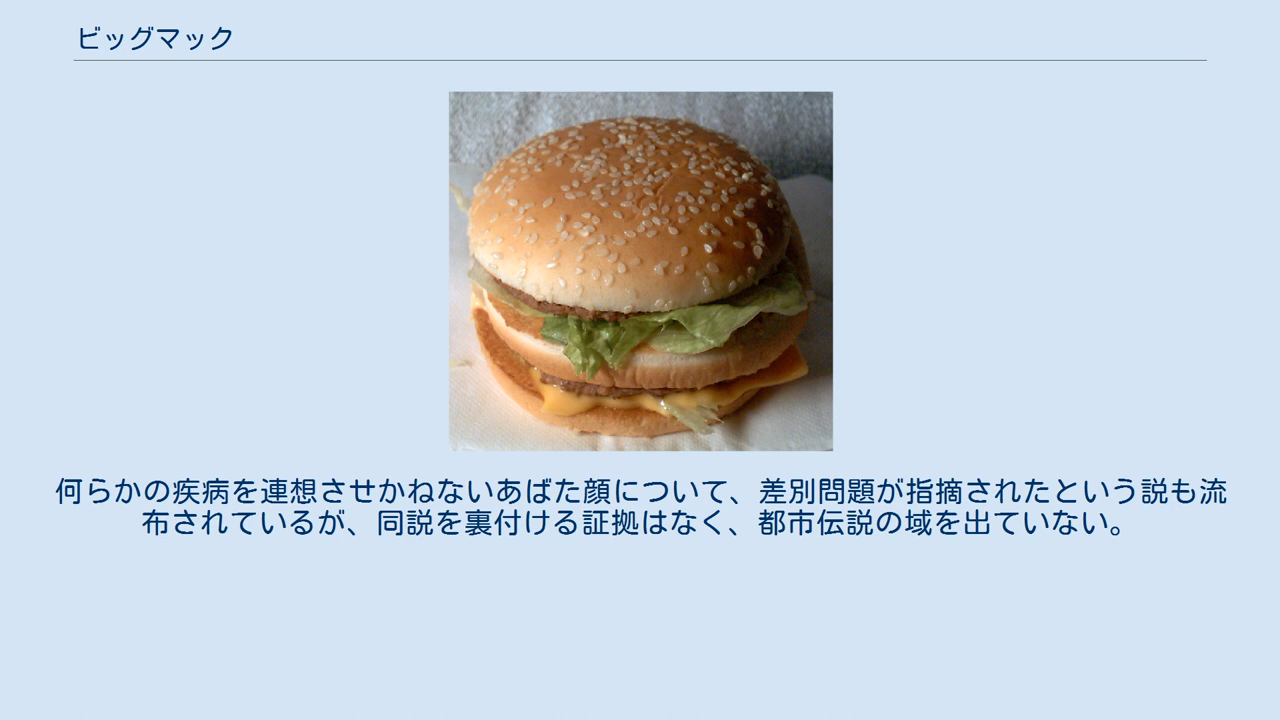 ビッグマック
何らかの疾病を連想させかねないあばた顔について、差別問題が指摘されたという説も流
布されているが、同説を裏付ける証拠はなく、都市伝説の域を出ていない。